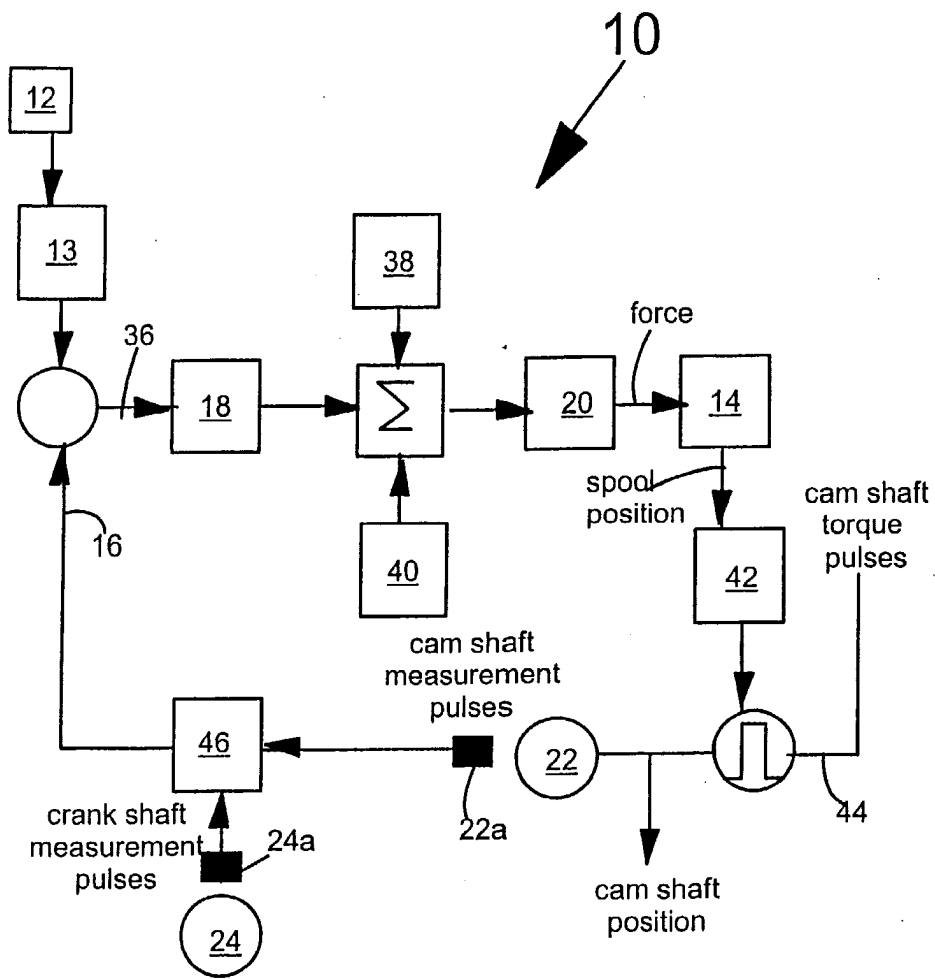 10
12
13
38
force
36
18
Σ
20
14
spool
position
cam shaft
torque
pulses
16
40
42
cam shaft
measurement
pulses
46
22
44
crank shaft
measurement
pulses
24a
22a
cam shaft
position
24